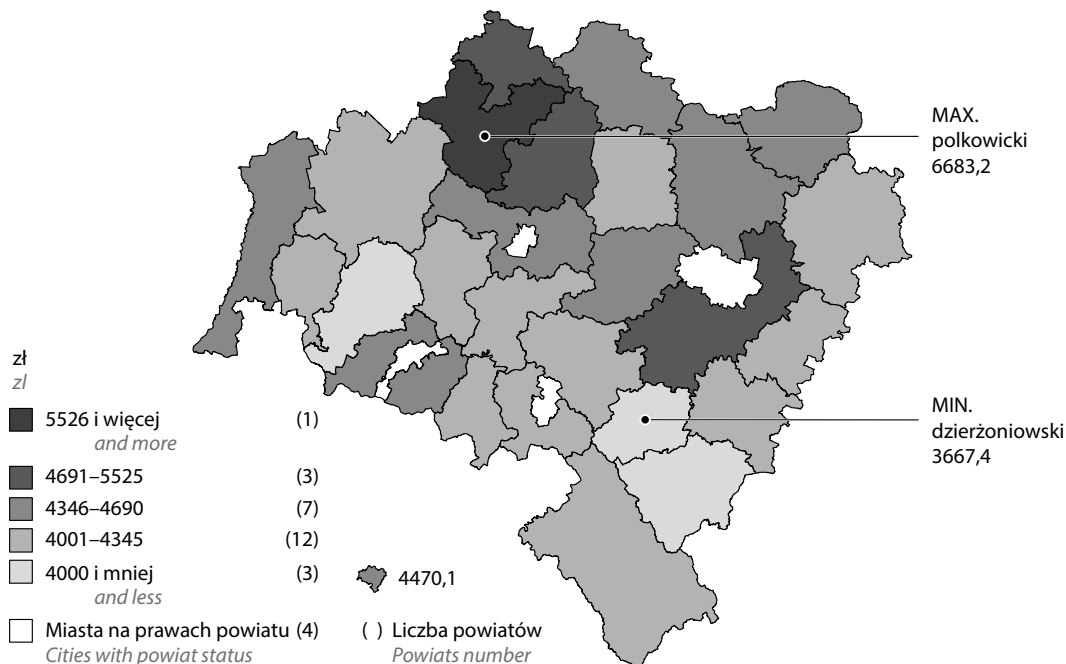 MAX.
polkowicki
6683,2
MIN.
dzierżoniowski
3667,4
zł
zl
5526 i więcej (1)
and more
4691–5525 (3)
4346–4690 (7)
4001–4345 (12)
4000 i mniej (3)
and less
4470,1
Miasta na prawach powiatu (4)
Cities with powiat status
( ) Liczba powiatów
Powiats number